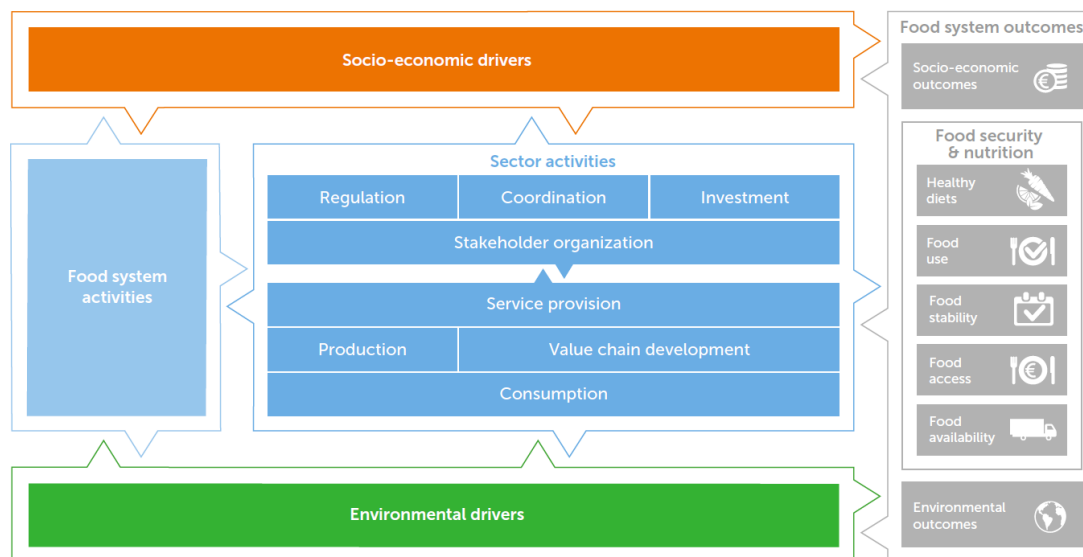 Socio-economic drivers
Food system
activities
Sector activities
Regulation
Coordination
Investment
Stakeholder organization
Service provision
Production
Value chain development
Consumption
Environmental drivers
Food system outcomes
Socio-economic
outcomes
€
Food security
& nutrition
Healthy
diets
Food
use
Food
stability
Food
access
€
Food
availability
Environmental
outcomes